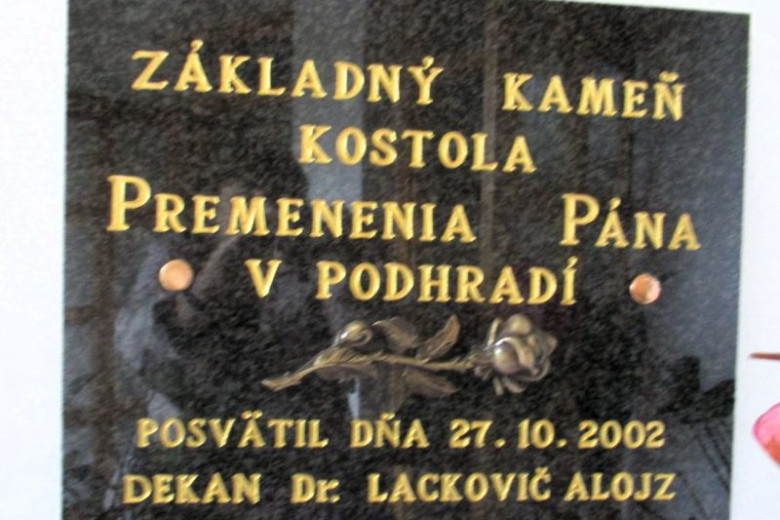 ZÁKLADNÝ KAMEŇ
KOSTOLA
PREMENENIA PÁNA
V PODHRADÍ
POSVÄTIL DŇA 27.10.2002
DEKAN Dr. LACKOVIČ ALOJZ